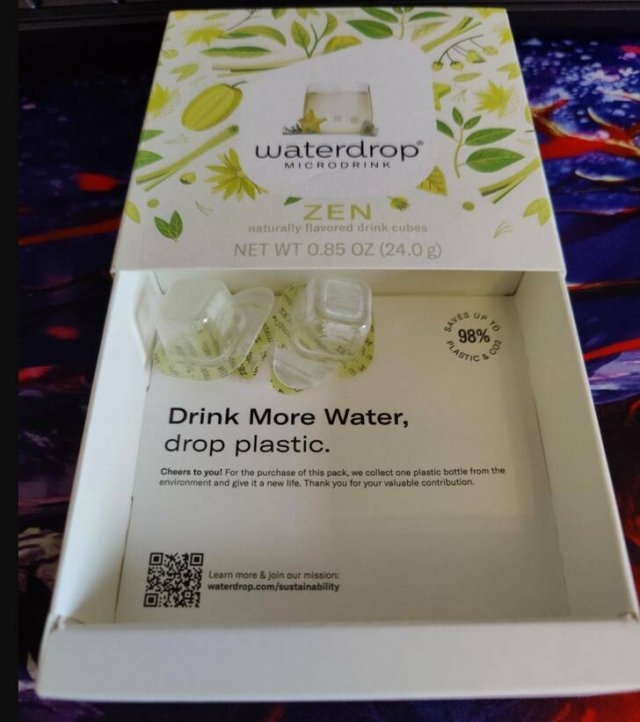 waterdrop®
MICRODRINK
ZEN
naturally flavored drink cubes
NET WT 0.85 OZ (24.0 g)
SAVES UP TO
98%
PLASTIC & CO2
Drink More Water,
drop plastic.
Cheers to you! For the purchase of this pack, we collect one plastic bottle from the
environment and give it a new life. Thank you for your valuable contribution.
Learn more & join our mission:
waterdrop.com/sustainability